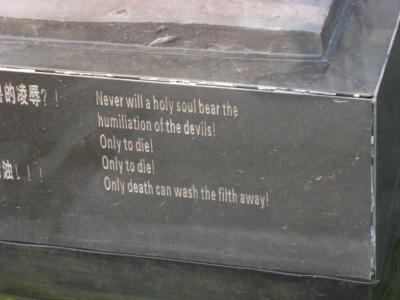 的凌辱?!
Never will a holy soul bear the
humiliation of the devils!
Only to die!
Only to die!
Only death can wash the filth away!